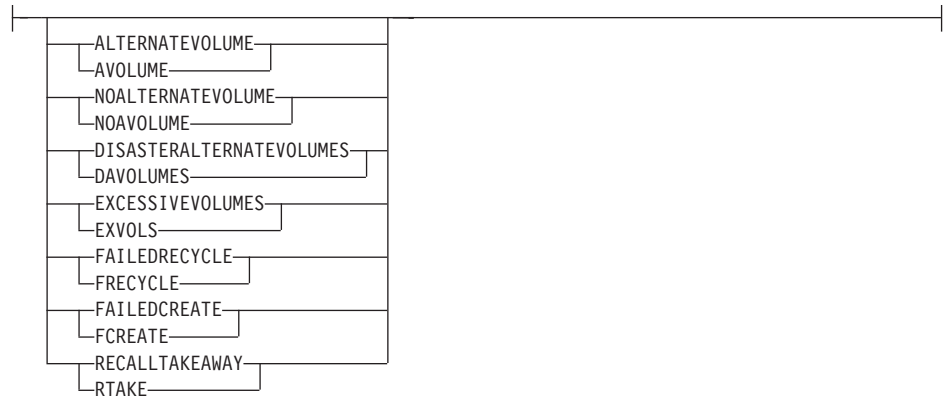 ALTERNATEVOLUME
AVOLUME
NOALTERNATEVOLUME
NOAVOLUME
DISASTERALTERNATEVOLUMES
DAVOLUMES
EXCESSIVEVOLUMES
EXVOLS
FAILEDRECYCLE
FRECYCLE
FAILEDCREATE
FCREATE
RECALLTAKEAWAY
RTAKE